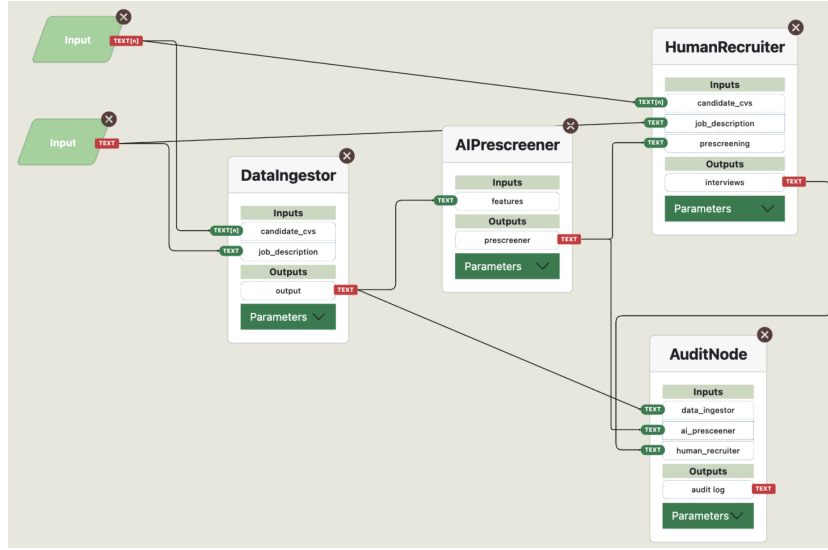 Input
TEXT[n]
Input
TEXT
DataIngestor
Inputs
TEXT[n] candidate_cvs
TEXT job_description
Outputs
output TEXT
Parameters
AIPrescreener
Inputs
TEXT features
Outputs
prescreener TEXT
Parameters
HumanRecruiter
Inputs
TEXT[n] candidate_cvs
TEXT job_description
TEXT prescreening
Outputs
interviews TEXT
Parameters
AuditNode
Inputs
TEXT data_ingestor
TEXT ai_presceener
TEXT human_recruiter
Outputs
audit log TEXT
Parameters